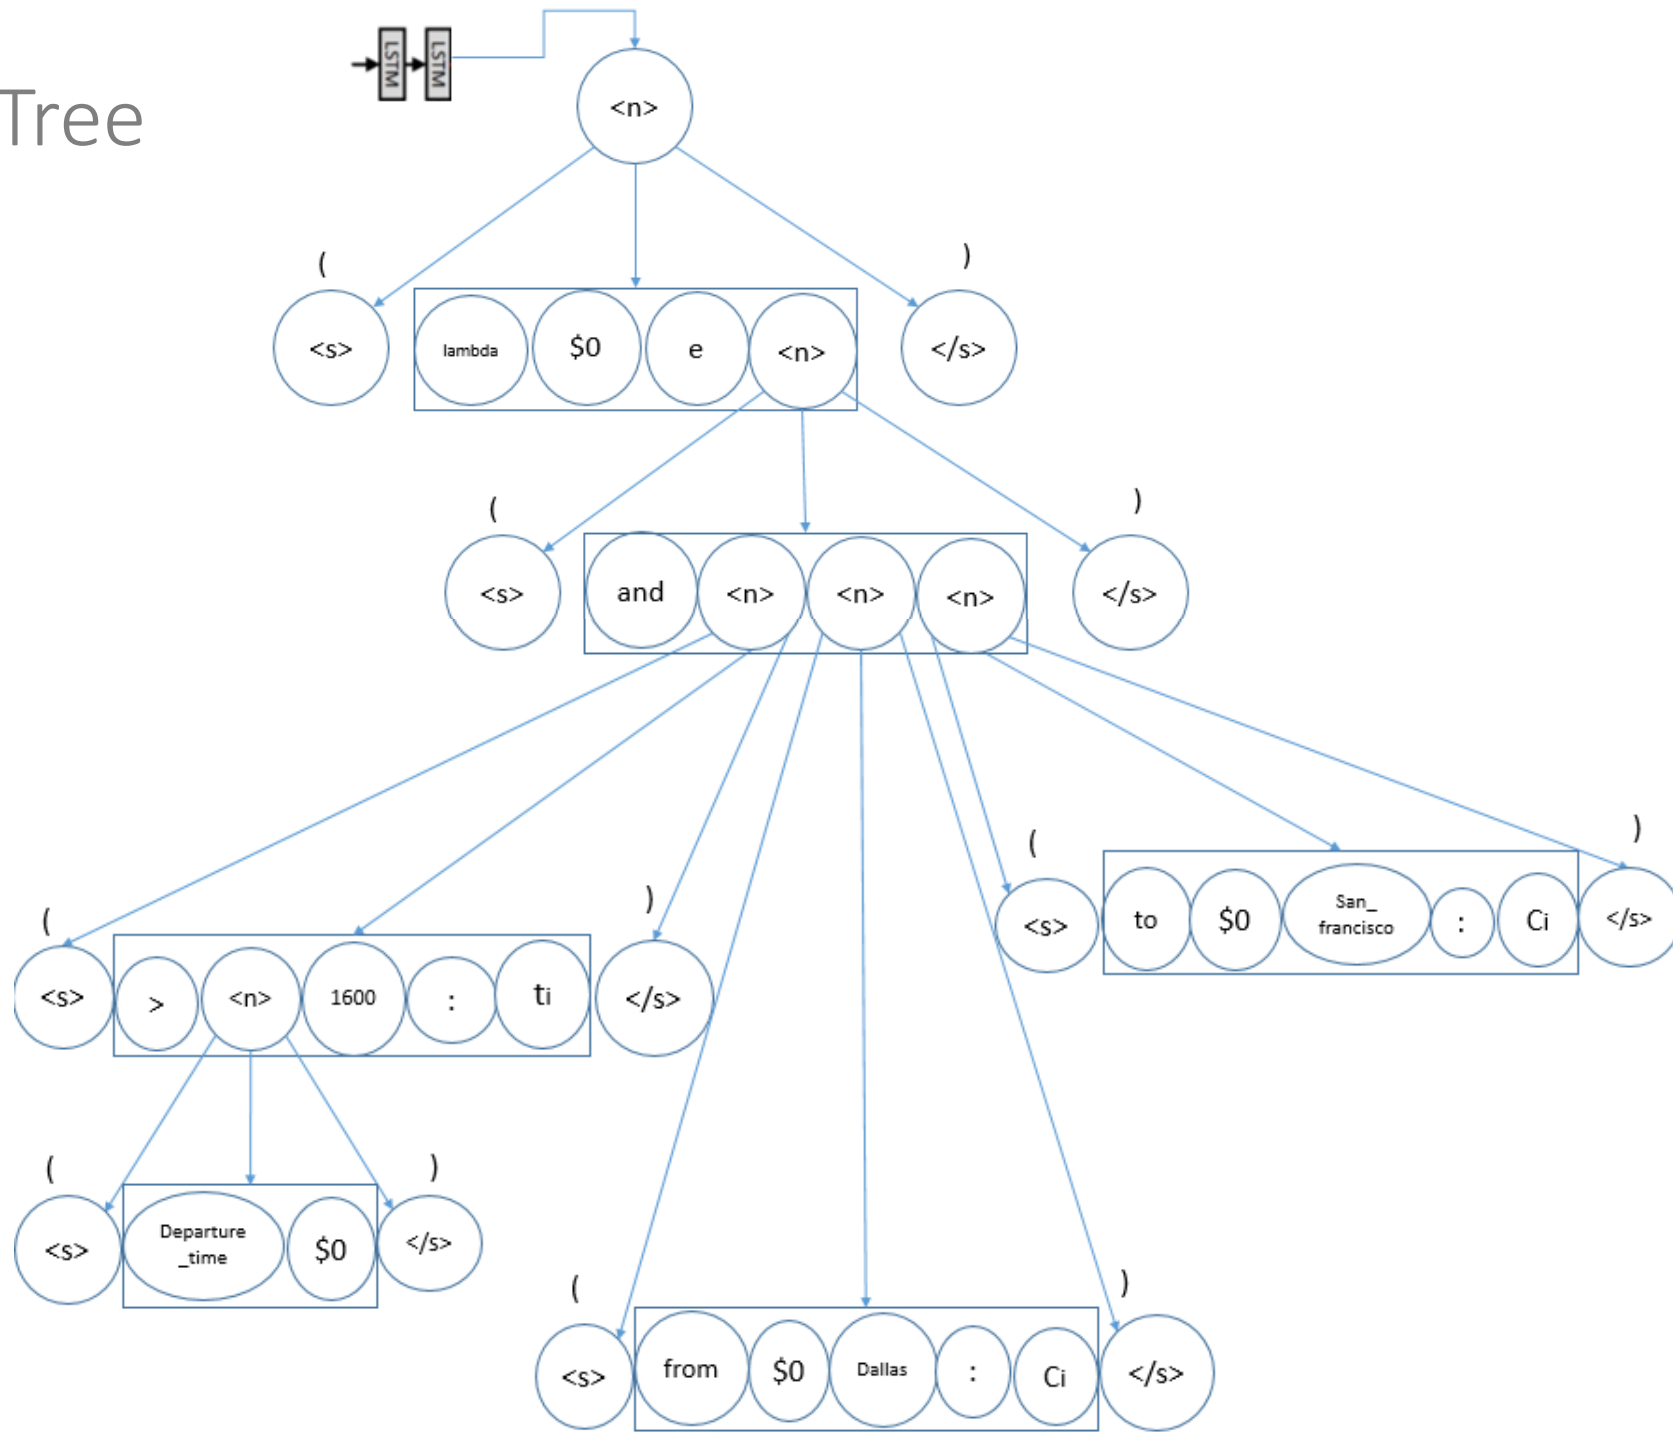 LSTM LSTM
Tree
<n>
( )
<s> lambda $0 e <n> </s>
( )
<s> and <n> <n> <n> </s>
( )
<s> to $0 San_
francisco : Ci </s>
( )
<s> > <n> 1600 : ti </s>
( )
<s> Departure
_time $0 </s>
( )
<s> from $0 Dallas : Ci </s>